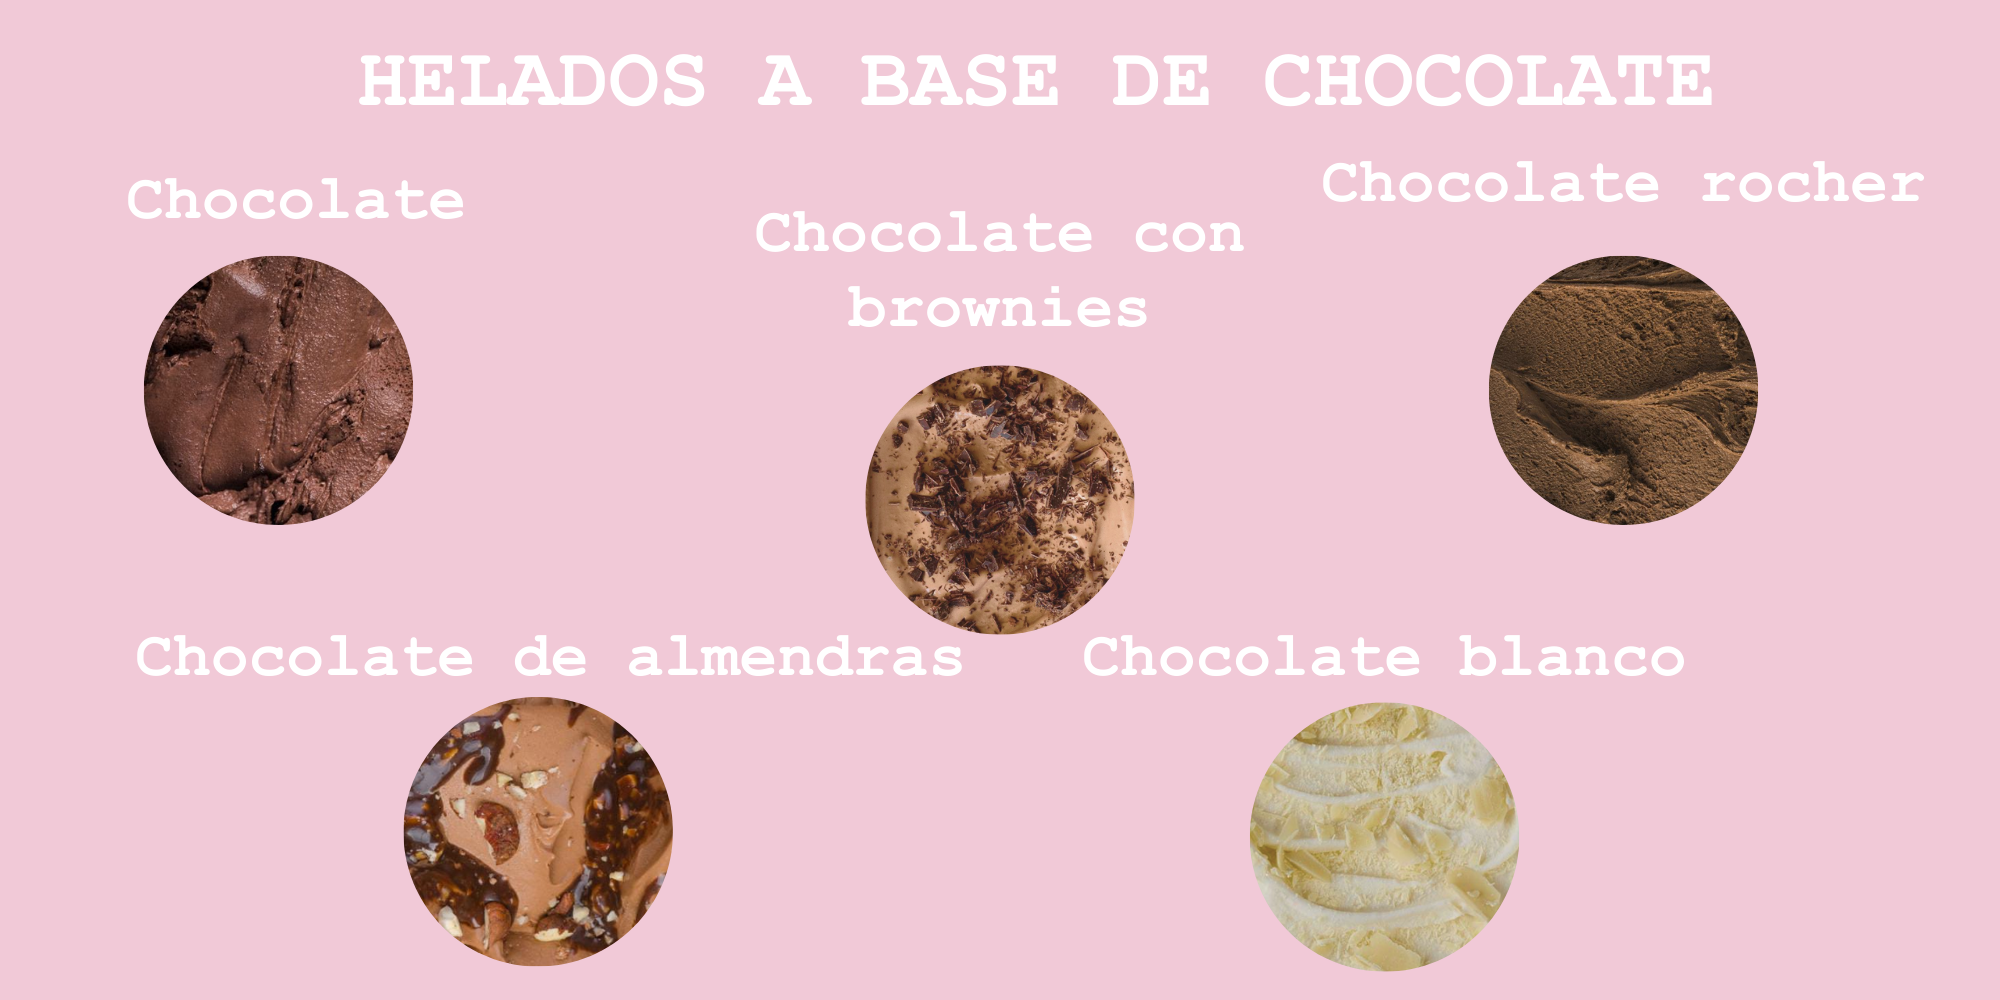 HELADOS A BASE DE CHOCOLATE
Chocolate
Chocolate con
brownies
Chocolate rocher
Chocolate de almendras
Chocolate blanco